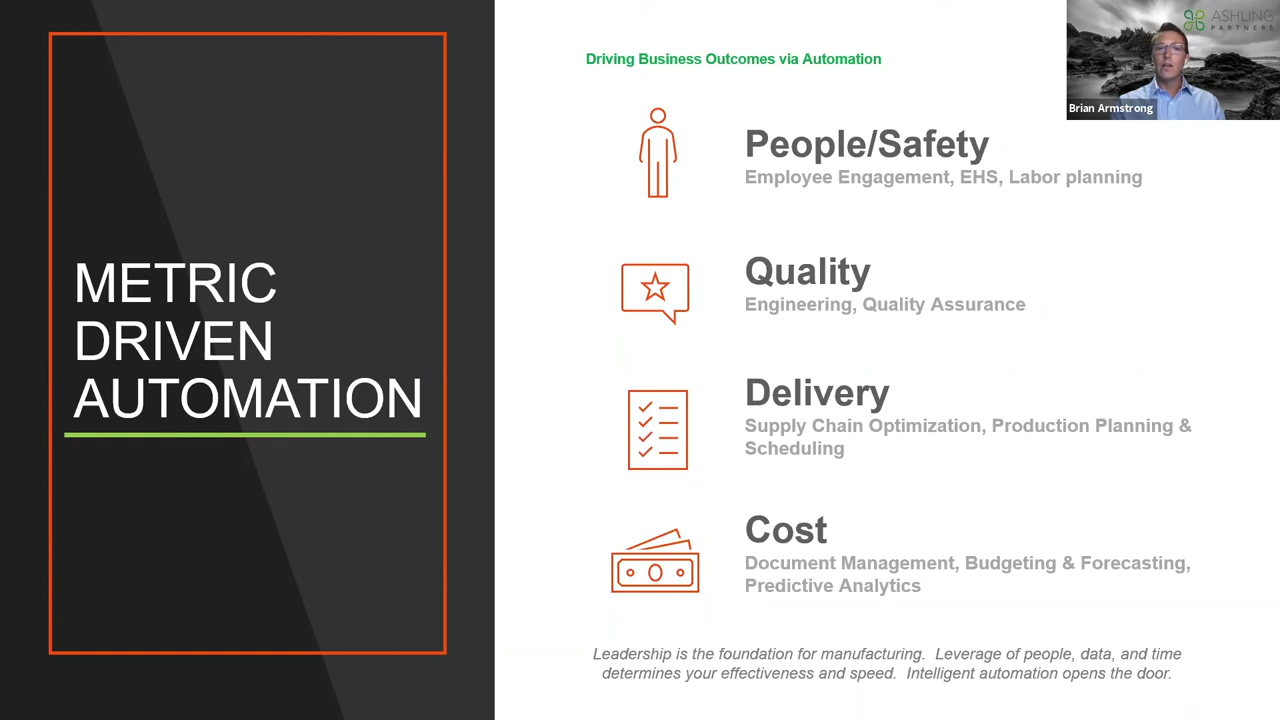 METRIC
DRIVEN
AUTOMATION
Driving Business Outcomes via Automation
People/Safety
Employee Engagement, EHS, Labor planning
Quality
Engineering, Quality Assurance
Delivery
Supply Chain Optimization, Production Planning &
Scheduling
Cost
Document Management, Budgeting & Forecasting,
Predictive Analytics
Leadership is the foundation for manufacturing. Leverage of people, data, and time
determines your effectiveness and speed. Intelligent automation opens the door.
ASHLING
PARTNERS
Brian Armstrong